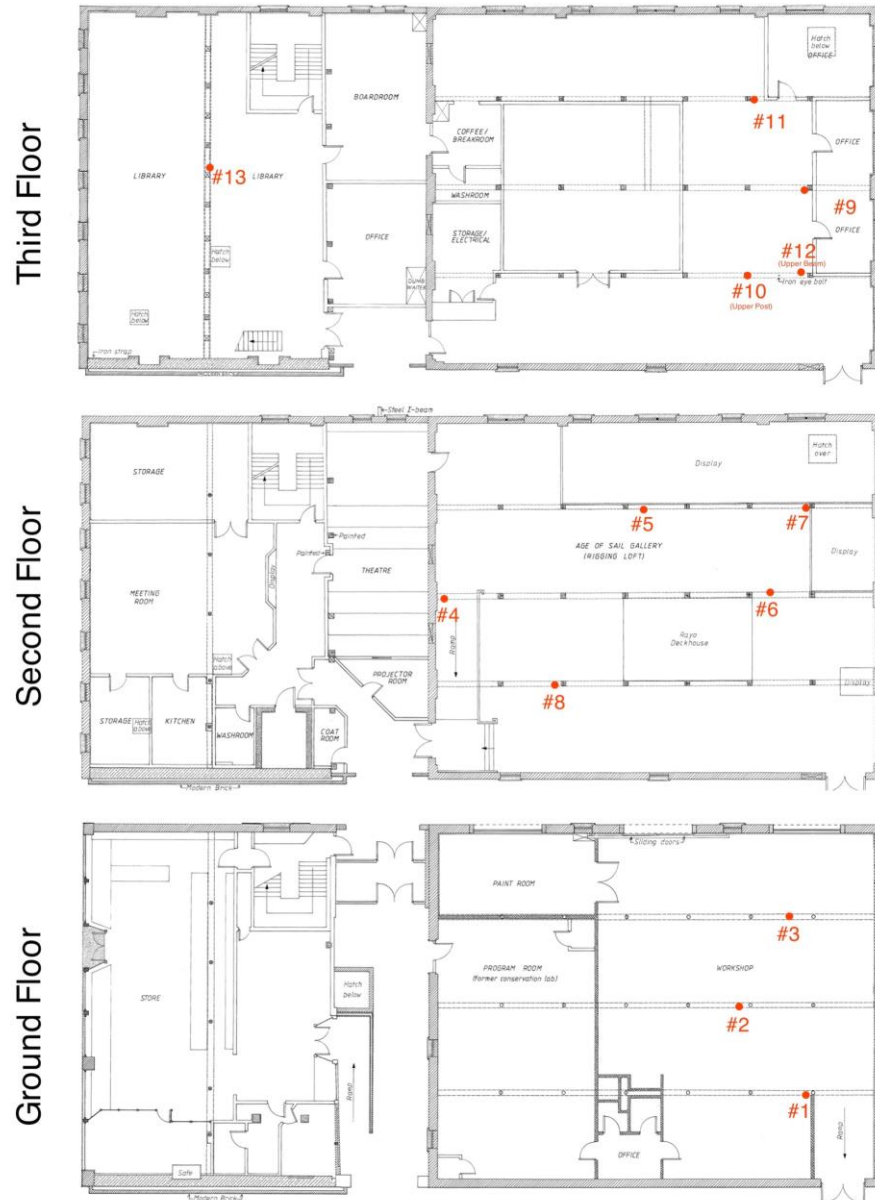 Third Floor
Hatch
below
OFFICE
BOARDROOM
#11
COFFEE/
BREAKROOM
OFFICE
LIBRARY
#13
LIBRARY
WASHROOM
#9
STORAGE/
ELECTRICAL
OFFICE
OFFICE
Hatch
below
#12
(Upper Beam)
DUMB
WAITER
#10
(Upper Post)
Iron eye bolt
Hatch
below
Iron strap
Second Floor
Steel I-beam
STORAGE
Display
Hatch
over
#5
#7
Painted
AGE OF SAIL GALLERY
(RIGGING LOFT)
Painted
THEATRE
Display
MEETING
ROOM
Display
#4
#6
Ramp
Deckhouse
Hatch
above
PROJECTOR
ROOM
Display
#8
STORAGE
Hatch
above
KITCHEN
WASHROOM
COAT
ROOM
Modern Brick
Ground Floor
Sliding doors
PAINT ROOM
#3
PROGRAM ROOM
(former conservation lab)
WORKSHOP
Hatch
below
STORE
#2
Ramp
#1
Ramp
OFFICE
Safe
Modern Brick